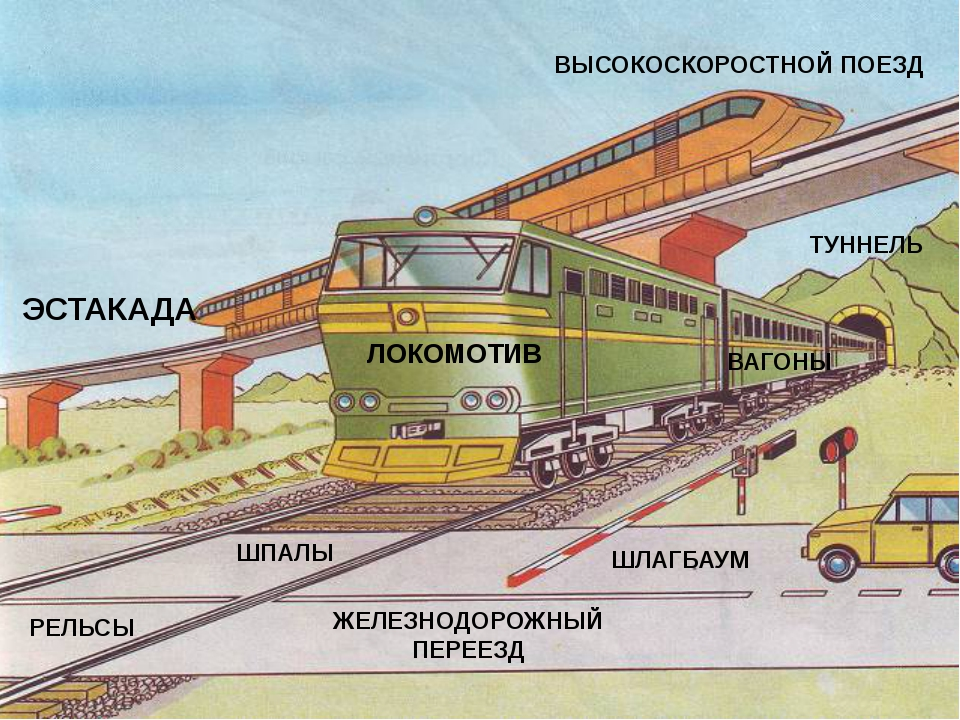 ВЫСОКОСКОРОСТНОЙ ПОЕЗД
ТУННЕЛЬ
ЭСТАКАДА
ЛОКОМОТИВ
ВАГОНЫ
ШПАЛЫ
ШЛАГБАУМ
РЕЛЬСЫ
ЖЕЛЕЗНОДОРОЖНЫЙ
ПЕРЕЕЗД